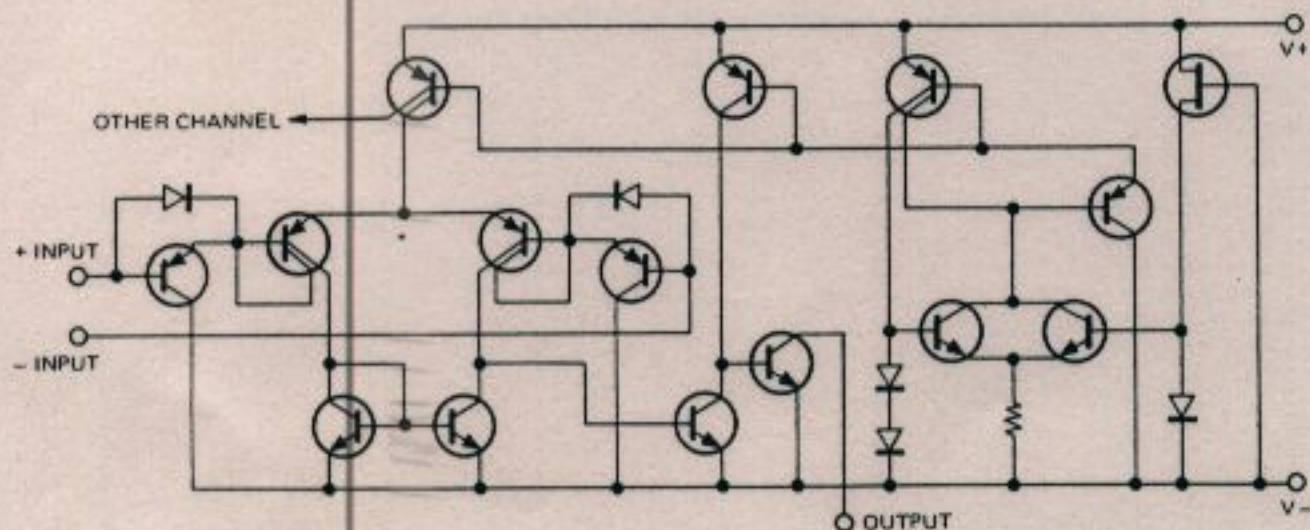 V+
OTHER CHANNEL
+ INPUT
– INPUT
V–
OUTPUT